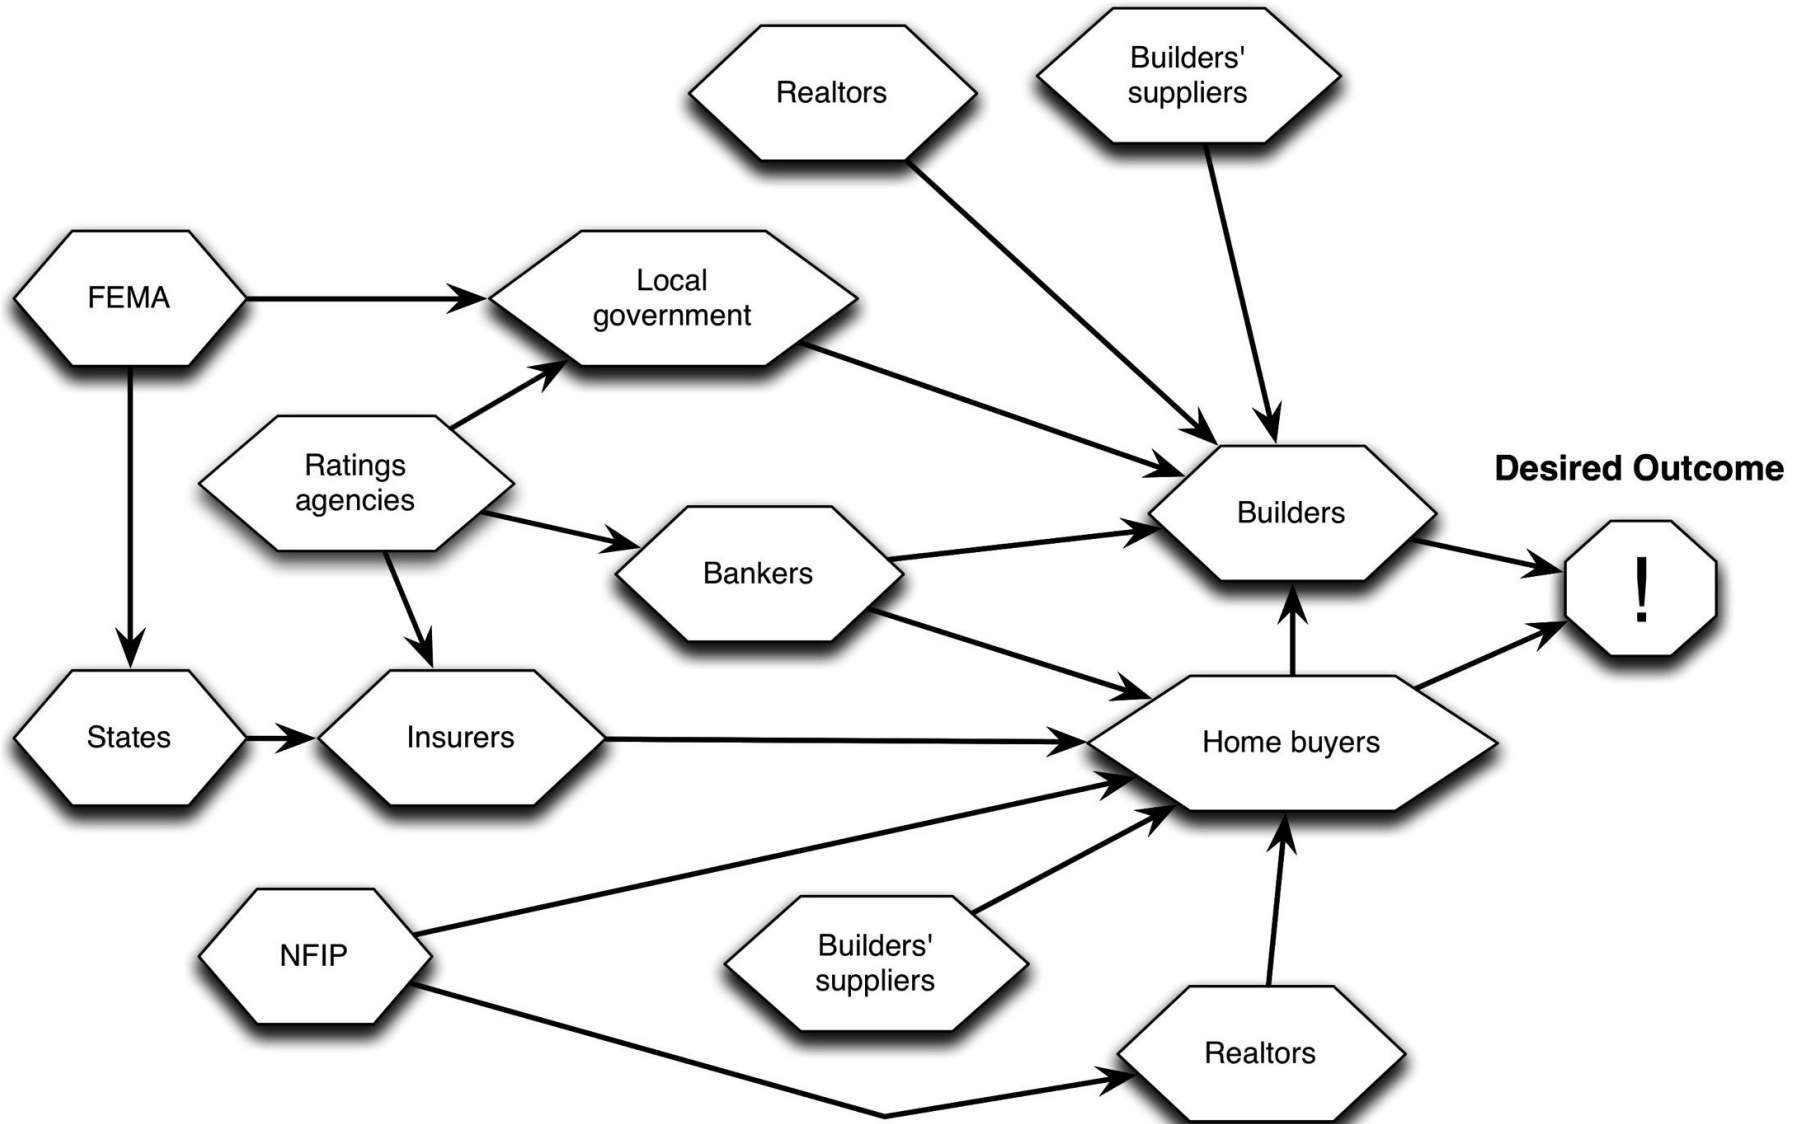 Realtors
Builders'
suppliers
FEMA
Local
government
Ratings
agencies
Desired Outcome
Builders
Bankers
!
States
Insurers
Home buyers
NFIP
Builders'
suppliers
Realtors